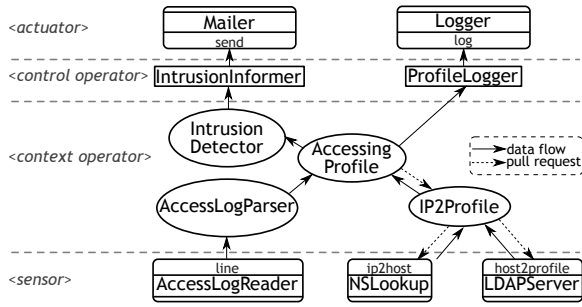 <actuator>
Mailer
send
Logger
log
<control operator>
IntrusionInformer
ProfileLogger
<context operator>
Intrusion
Detector
Accessing
Profile
data flow
pull request
AccessLogParser
IP2Profile
<sensor>
line
AccessLogReader
ip2host
NSLookup
host2profile
LDAPServer